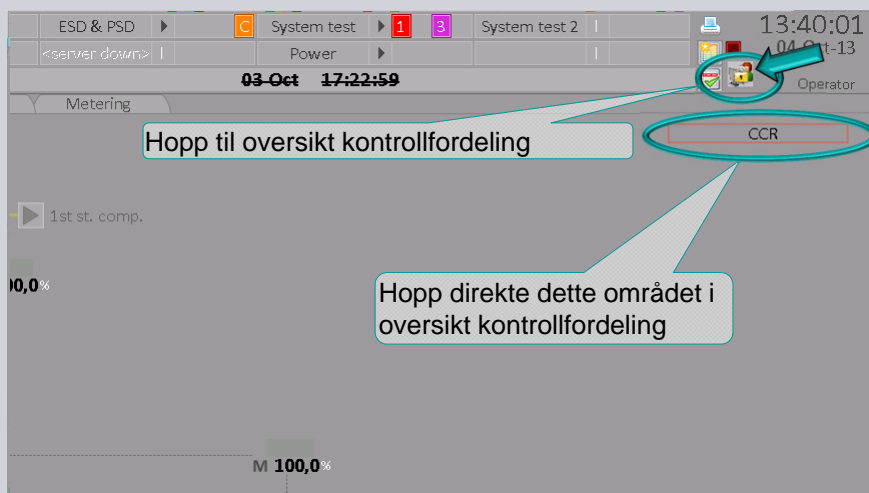 ESD & PSD C System test 1 3 System test 2 13:40:01
<server down> Power 04 Oct-13
03 Oct 17:22:59 Operator
Metering
Hopp til oversikt kontrollfordeling
CCR
1st st. comp.
00,0%
Hopp direkte dette området i
oversikt kontrollfordeling
M 100,0%